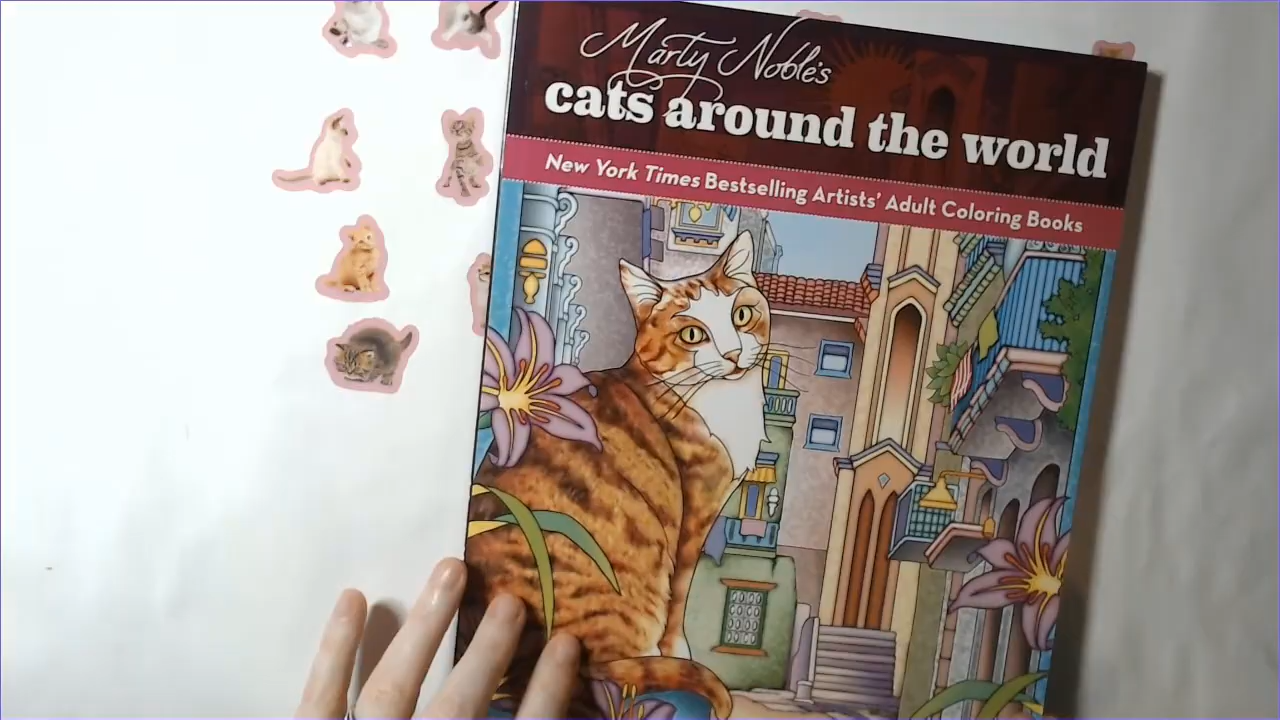 Marty Noble's
cats around the world
New York Times Bestselling Artists' Adult Coloring Books